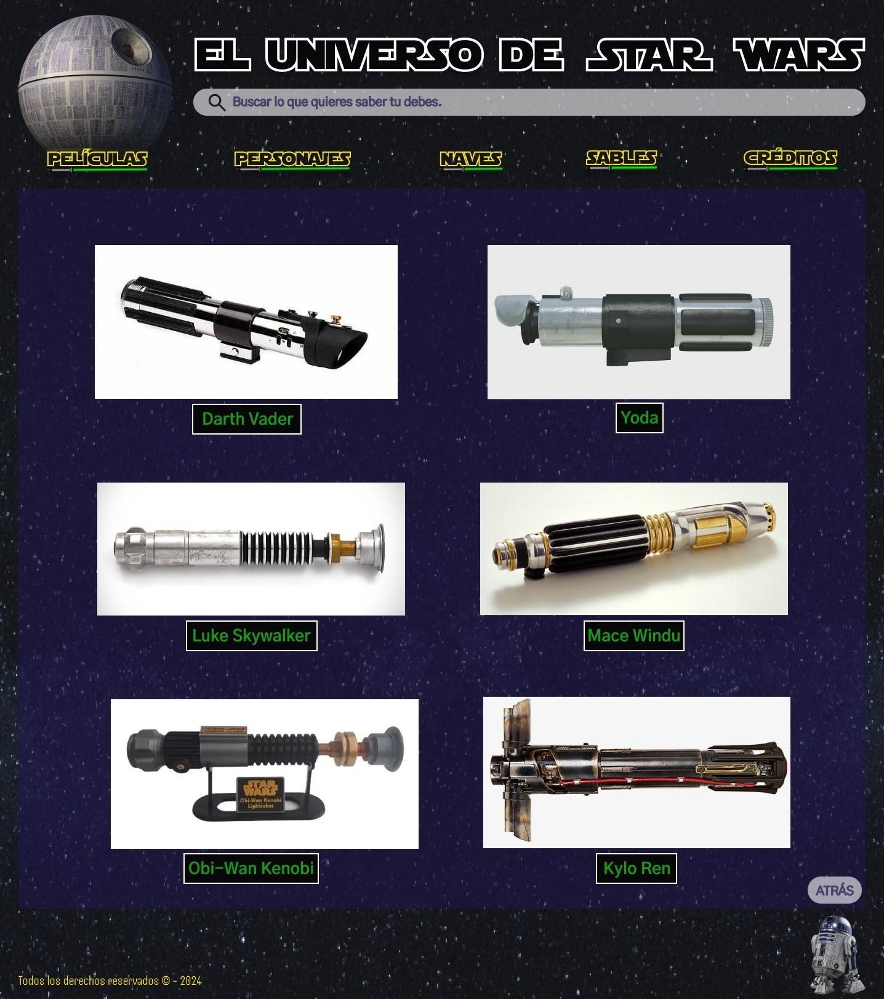 EL UNIVERSO DE STAR WARS
Buscar lo que quieres saber tu debes.
PELÍCULAS
PERSONAJES
NAVES
SABLES
CRÉDITOS
Darth Vader
Yoda
Luke Skywalker
Mace Windu
STAR
WARS
Obi-Wan Kenobi
Lightsaber
Obi-Wan Kenobi
Kylo Ren
ATRÁS
Todos los derechos reservados © - 2024